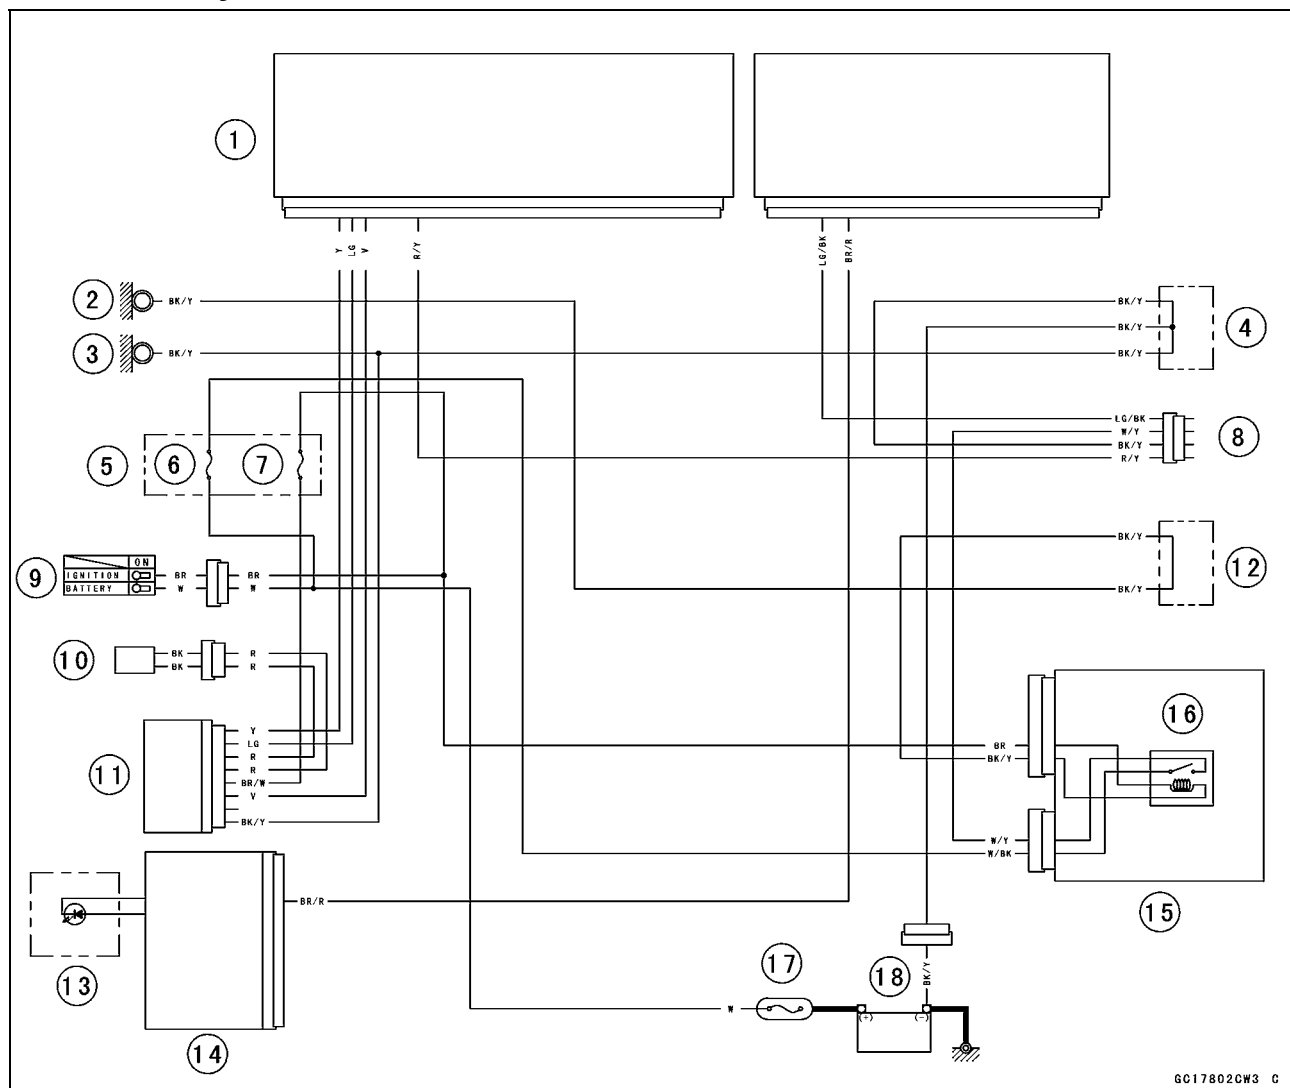 1
Y
LG
V
R/Y
LG/BK
BR/R
2
BK/Y
BK/Y
4
BK/Y
3
BK/Y
BK/Y
LG/BK
W/Y
8
BK/Y
R/Y
5
6
7
ON
9
IGNITION
BR
BR
BATTERY
W
W
BK/Y
12
BK/Y
10
BK
R
BK
R
16
11
Y
LG
R
R
BR/W
V
BK/Y
BR
BK/Y
W/Y
W/BK
BR/R
15
13
14
17
18
BK/Y
W
(+)
(-)
GC17802CW3 C